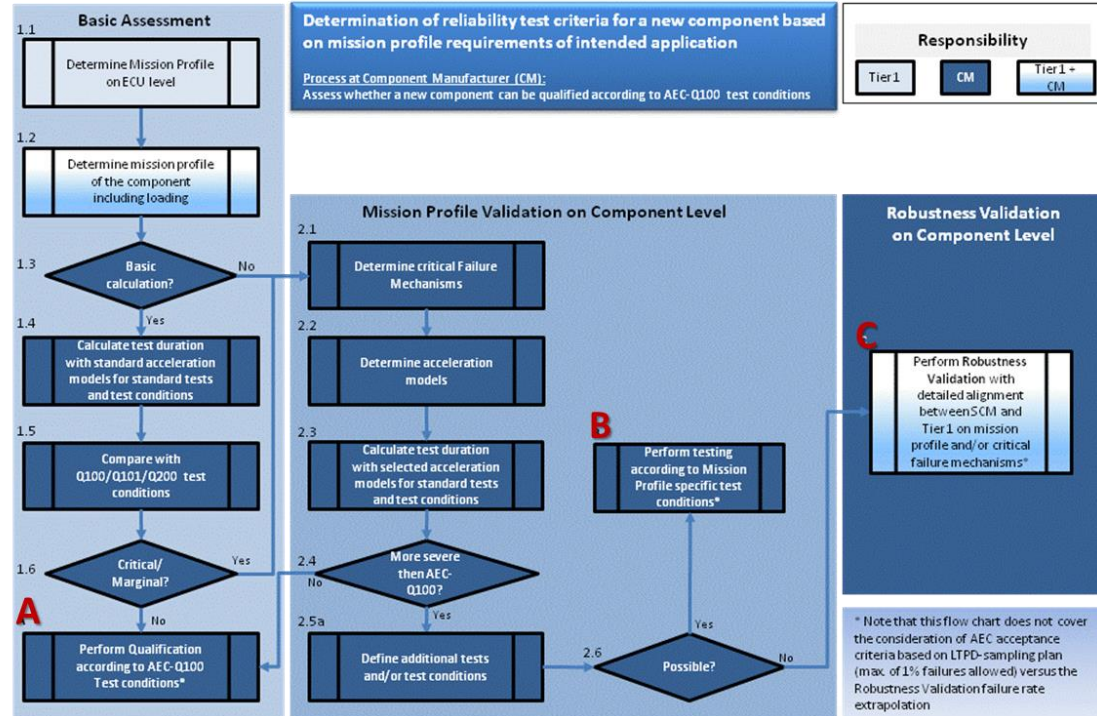 Basic Assessment
1.1
Determine Mission Profile
on ECU level
1.2
Determine mission profile
of the component
including loading
1.3
Basic
calculation?
No
Yes
1.4
Calculate test duration
with standard acceleration
models for standard tests
and test conditions
1.5
Compare with
Q100/Q101/Q200 test
conditions
1.6
Critical/
Marginal?
Yes
No
A
Perform Qualification
according to AEC-Q100
Test conditions*
Determination of reliability test criteria for a new component based
on mission profile requirements of intended application
Process at Component Manufacturer (CM):
Assess whether a new component can be qualified according to AEC-Q100 test conditions
Responsibility
Tier1
CM
Tier1 +
CM
Mission Profile Validation on Component Level
2.1
Determine critical Failure
Mechanisms
2.2
Determine acceleration
models
2.3
Calculate test duration
with selected acceleration
models for standard tests
and test conditions
2.4
More severe
then AEC-
Q100?
No
Yes
2.5a
Define additional tests
and/or test conditions
B
Perform testing
according to Mission
Profile specific test
conditions*
Yes
2.6
Possible?
No
Robustness Validation
on Component Level
C
Perform Robustness
Validation with
detailed alignment
between SCM and
Tier1 on mission
profile and/or critical
failure mechanisms*
* Note that this flow chart does not cover
the consideration of AEC acceptance
criteria based on LTPD-sampling plan
(max. of 1% failures allowed) versus the
Robustness Validation failure rate
extrapolation